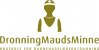 DronningMaudsMinne
HØGSKOLE FOR BARNEHAGELÆRERUTDANNING